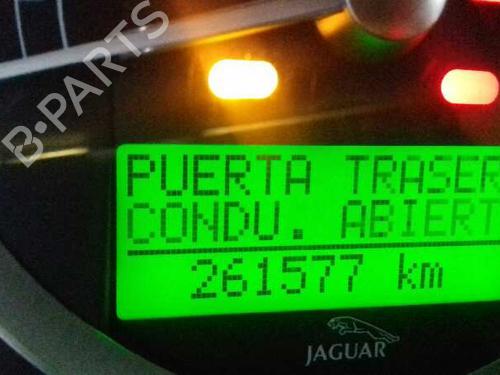 B-PARTS
PUERTA TRASER
CONDU. ABIERT
261577 km
JAGUAR